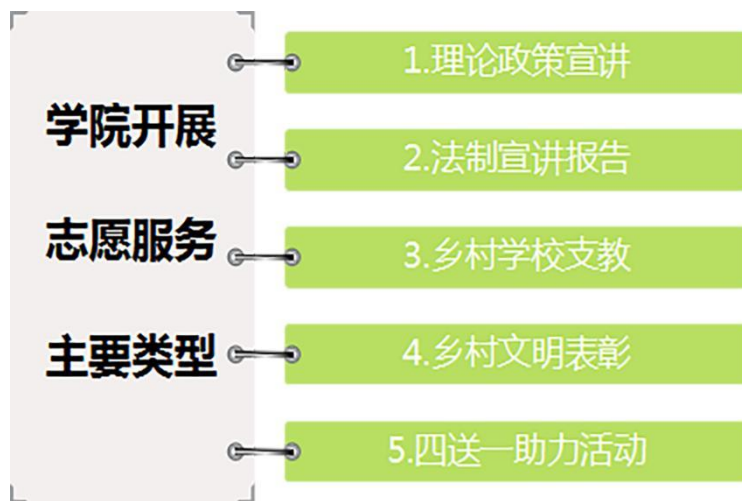 学院开展
志愿服务
主要类型
1.理论政策宣讲
2.法制宣讲报告
3.乡村学校支教
4.乡村文明表彰
5.四送一助力活动